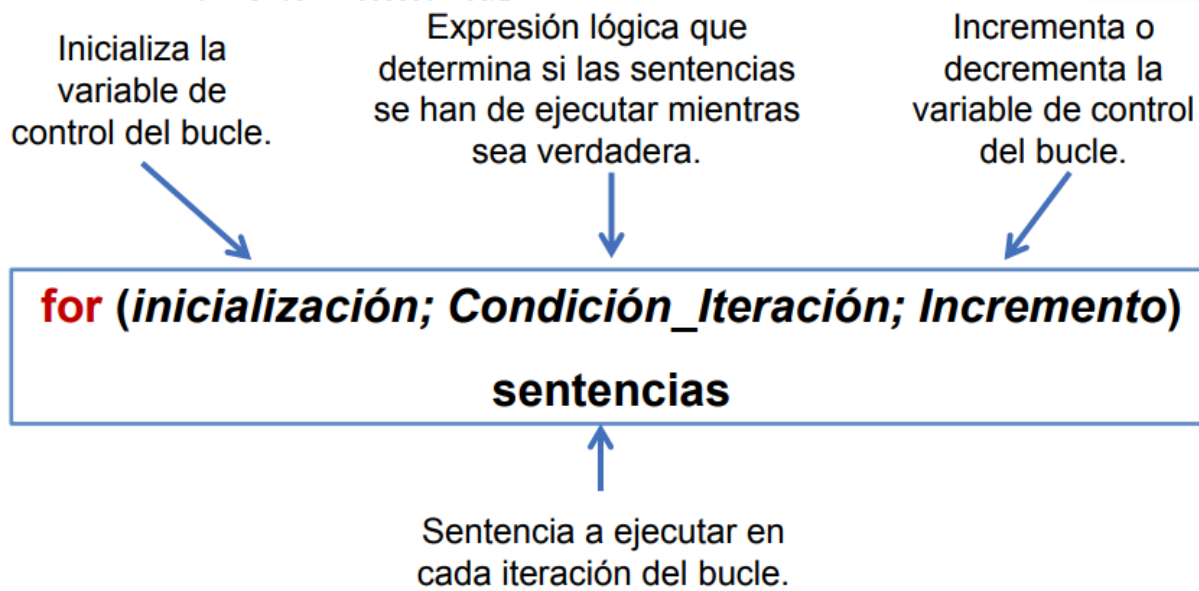 Inicializa la
variable de
control del bucle.
Expresión lógica que
determina si las sentencias
se han de ejecutar mientras
sea verdadera.
Incrementa o
decrementa la
variable de control
del bucle.
for (inicialización; Condición_Iteración; Incremento)
sentencias
Sentencia a ejecutar en
cada iteración del bucle.